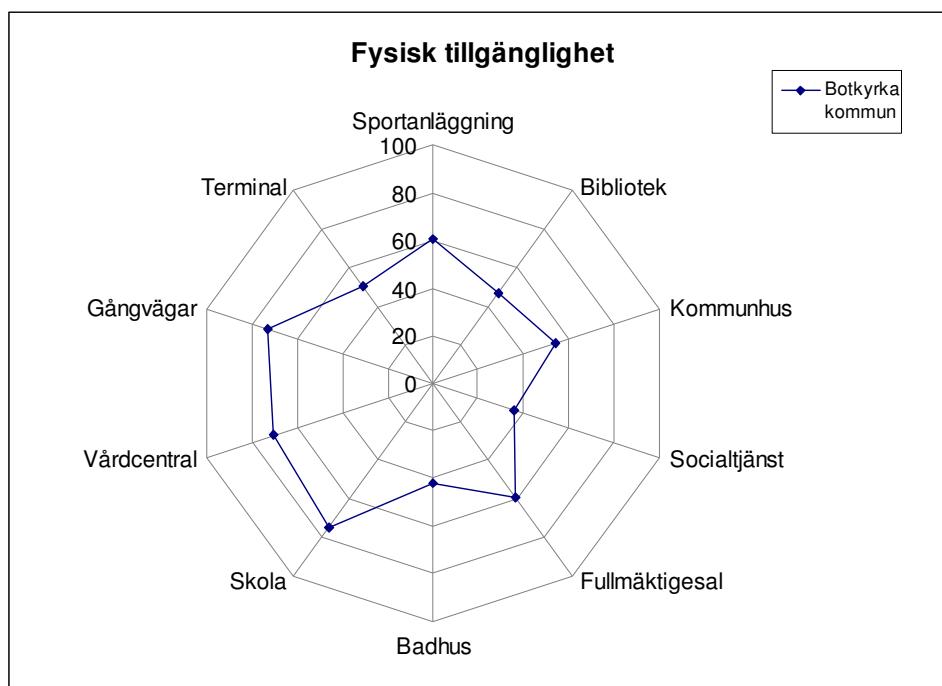 Fysisk tillgänglighet
Botkyrka
kommun
Sportanläggning
Bibliotek
Kommunhus
Socialtjänst
Fullmäktigesal
Badhus
Skola
Vårdcentral
Gångvägar
Terminal
100
80
60
40
20
0